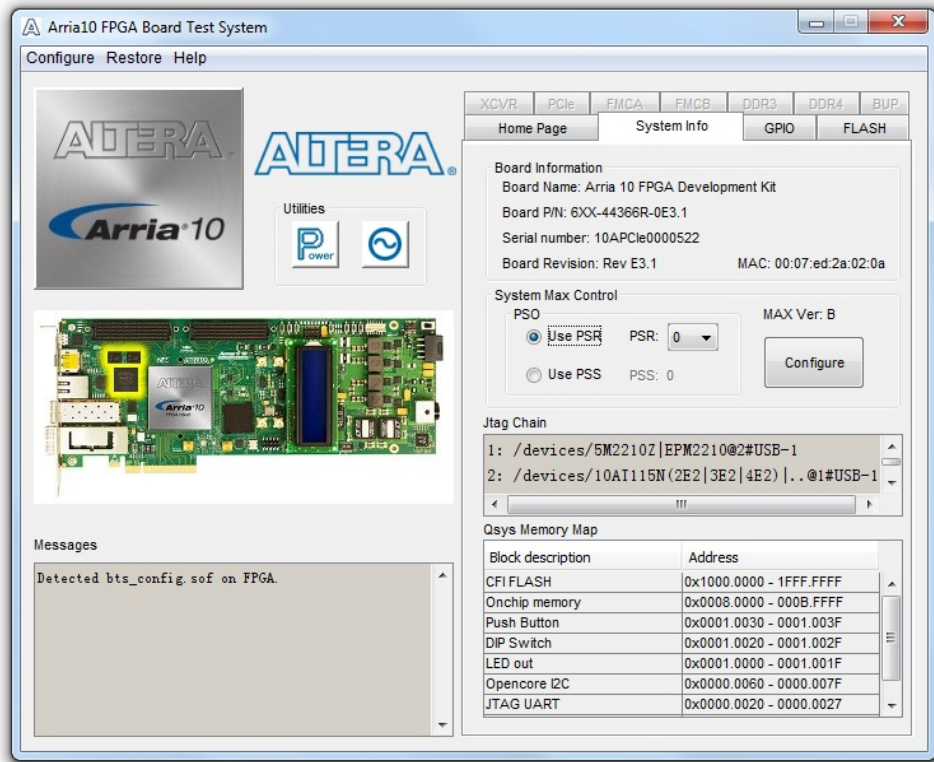 Arria10 FPGA Board Test System
Configure Restore Help
ALTERA
Arria 10
ALTERA
Utilities
Power
XCVR PCIe FMCA FMCB DDR3 DDR4 BUP
Home Page System Info GPIO FLASH
Board Information
Board Name: Arria 10 FPGA Development Kit
Board P/N: 6XX-44366R-0E3.1
Serial number: 10APCIe0000522
Board Revision: Rev E3.1 MAC: 00:07:ed:2a:02:0a
System Max Control
PSO MAX Ver: B
Use PSR PSR: 0
Configure
Use PSS PSS: 0
Jtag Chain
1: /devices/5M2210Z|EPM2210@2#USB-1
2: /devices/10AT115N(2E2|3E2|4E2)|..@1#USB-1
Qsys Memory Map
Block description Address
CFI FLASH 0x1000.0000 - 1FFF.FFFF
Onchip memory 0x0008.0000 - 000B.FFFF
Push Button 0x0001.0030 - 0001.003F
DIP Switch 0x0001.0020 - 0001.002F
LED out 0x0001.0000 - 0001.001F
Opencore I2C 0x0000.0060 - 0000.007F
JTAG UART 0x0000.0020 - 0000.0027
ALTERA
Arria 10
Messages
Detected bts_config.sof on FPGA.